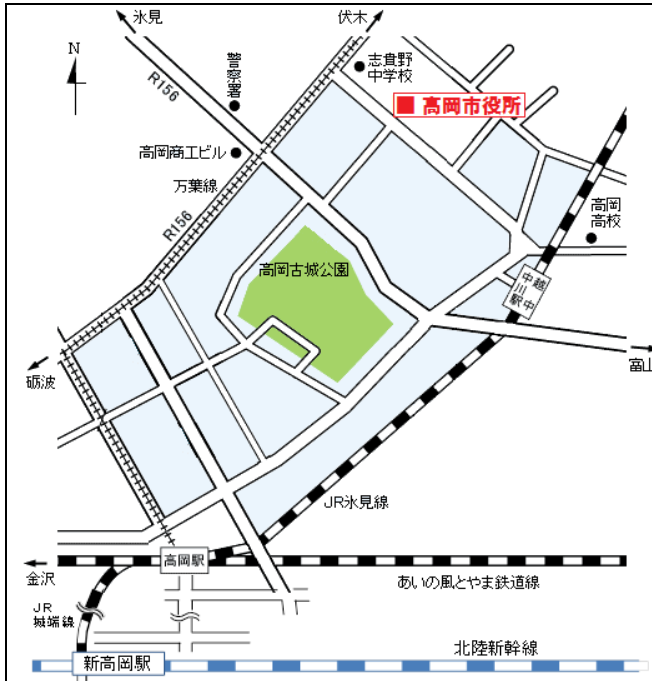 氷見
伏木
N
R156
警察署
志貴野
中学校
■ 高岡市役所
高岡商工ビル
万葉線
R156
高岡
高校
高岡古城公園
越中
中川駅
富山
砺波
JR氷見線
高岡駅
金沢
あいの風とやま鉄道線
JR
城端線
北陸新幹線
新高岡駅